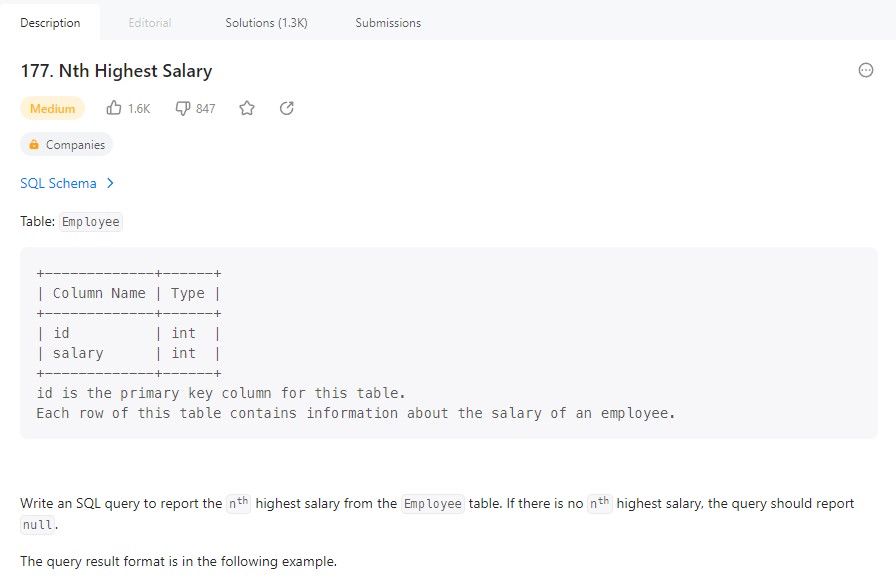 Description Editorial Solutions (1.3K) Submissions
177. Nth Highest Salary
Medium 1.6K 847
Companies
SQL Schema >
Table: Employee
+-------------+------+
| Column Name | Type |
+-------------+------+
| id          | int  |
| salary      | int  |
+-------------+------+
id is the primary key column for this table.
Each row of this table contains information about the salary of an employee.
Write an SQL query to report the nth highest salary from the Employee table. If there is no nth highest salary, the query should report
null.
The query result format is in the following example.